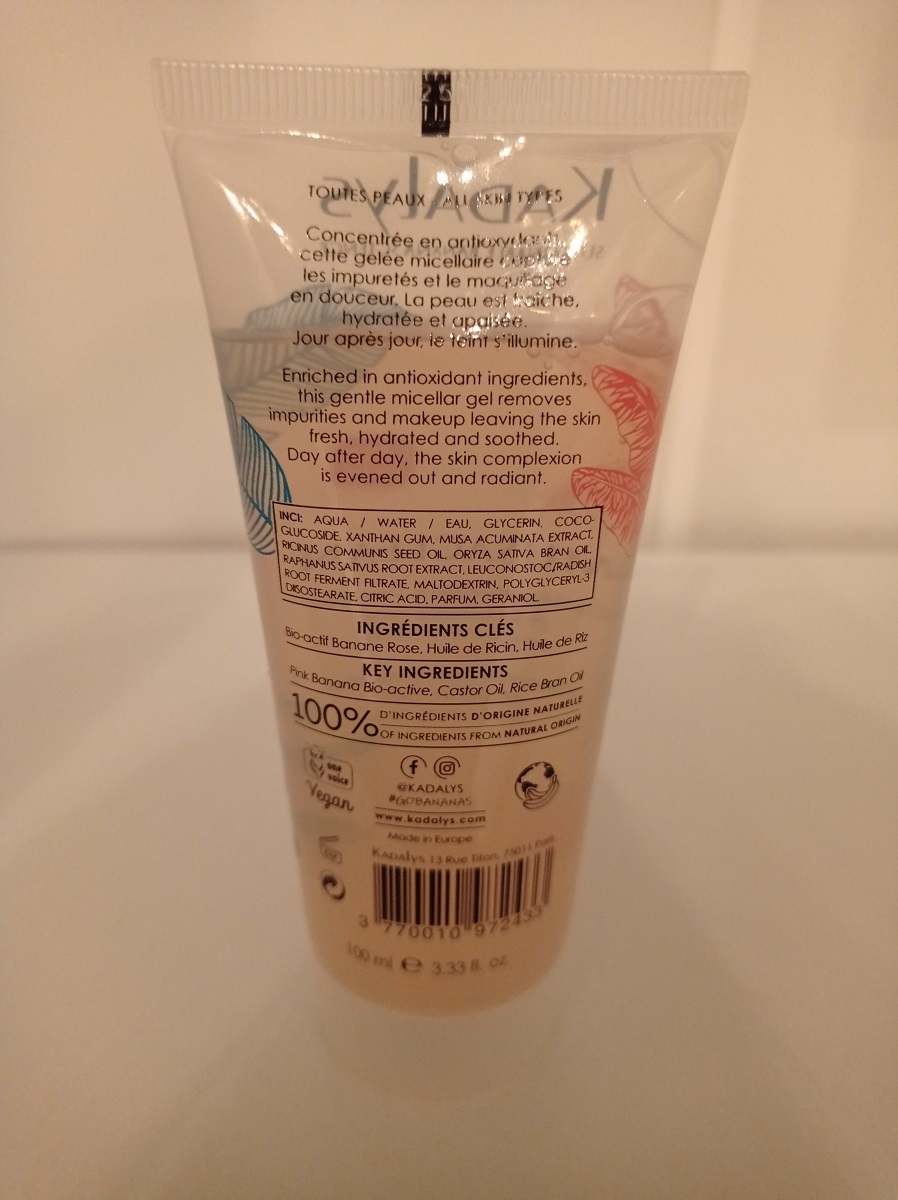 25
KADALYS
TOUTES PEAUX - ALL SKIN TYPES
Concentrée en antioxydants,
cette gelée micellaire capture
les impuretés et le maquillage
en douceur. La peau est fraîche,
hydratée et apaisée.
Jour après jour, le teint s'illumine.
Enriched in antioxidant ingredients,
this gentle micellar gel removes
impurities and makeup leaving the skin
fresh, hydrated and soothed.
Day after day, the skin complexion
is evened out and radiant.
INCI: AQUA / WATER / EAU, GLYCERIN, COCO-
GLUCOSIDE, XANTHAN GUM, MUSA ACUMINATA EXTRACT,
RICINUS COMMUNIS SEED OIL, ORYZA SATIVA BRAN OIL,
RAPHANUS SATIVUS ROOT EXTRACT, LEUCONOSTOC/RADISH
ROOT FERMENT FILTRATE, MALTODEXTRIN, POLYGLYCERYL-3
DIISOSTEARATE, CITRIC ACID, PARFUM, GERANIOL.
INGRÉDIENTS CLÉS
Bio-actif Banane Rose, Huile de Ricin, Huile de Riz
KEY INGREDIENTS
Pink Banana Bio-active, Castor Oil, Rice Bran Oil
100% D'INGRÉDIENTS D'ORIGINE NATURELLE
OF INGREDIENTS FROM NATURAL ORIGIN
one
voice
Vegan
@KADALYS
#GOBANANAS
www.kadalys.com
Made in Europe
KADALYS 13 Rue Titon, 75011 Paris
3 770010 972433
100 ml e 3.33 fl. oz.